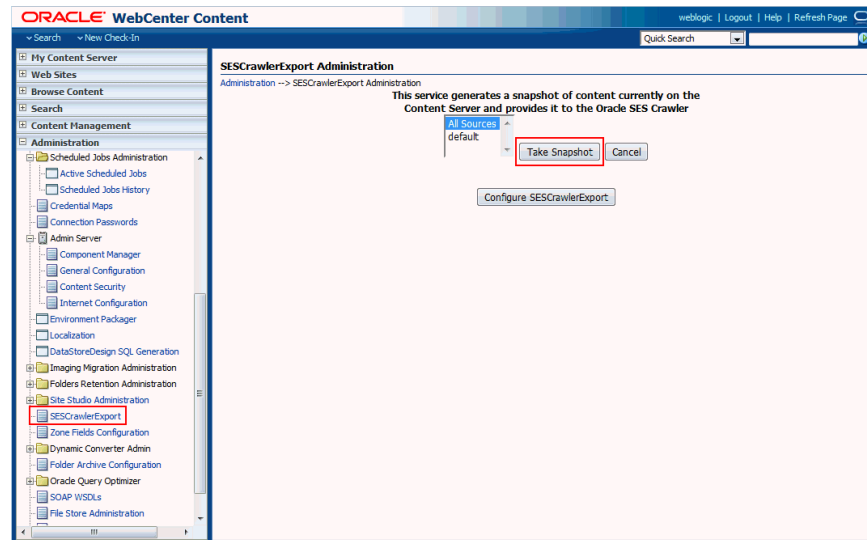 ORACLE WebCenter Content
weblogic | Logout | Help | Refresh Page
Search New Check-In
Quick Search
My Content Server
Web Sites
Browse Content
Search
Content Management
Administration
Scheduled Jobs Administration
Active Scheduled Jobs
Scheduled Jobs History
Credential Maps
Connection Passwords
Admin Server
Component Manager
General Configuration
Content Security
Internet Configuration
Environment Packager
Localization
DataStoreDesign SQL Generation
Imaging Migration Administration
Folders Retention Administration
Site Studio Administration
SESCrawlerExport
Zone Fields Configuration
Dynamic Converter Admin
Folder Archive Configuration
Oracle Query Optimizer
SOAP WSDLs
File Store Administration
SESCrawlerExport Administration
Administration --> SESCrawlerExport Administration
This service generates a snapshot of content currently on the
Content Server and provides it to the Oracle SES Crawler
All Sources
default
Take Snapshot Cancel
Configure SESCrawlerExport